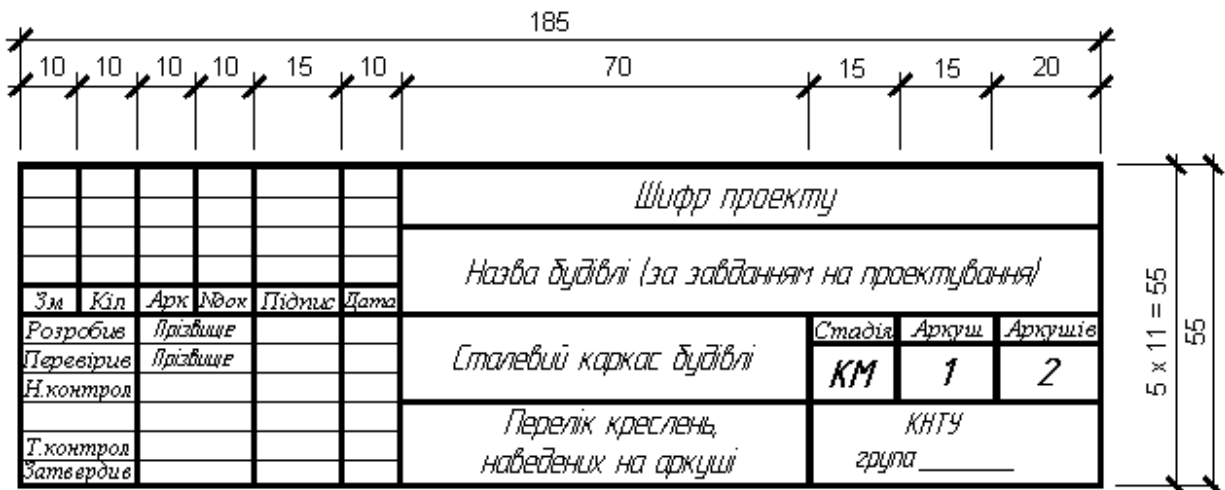 185
10 10 10 10 15 10 70 15 15 20
Шифр проекту
Назва будівлі (за завданням на проектування)
Зм Кіл Арк №док Підпис Дата
Розробив Прізвище
Перевірив Прізвище
Н.контрол
Т.контрол
Затвердив
Сталевий каркас будівлі
Стадія Аркуш Аркушів
КМ 1 2
Перелік креслень,
наведених на аркуші
КНТУ
група
5 x 11 = 55
55